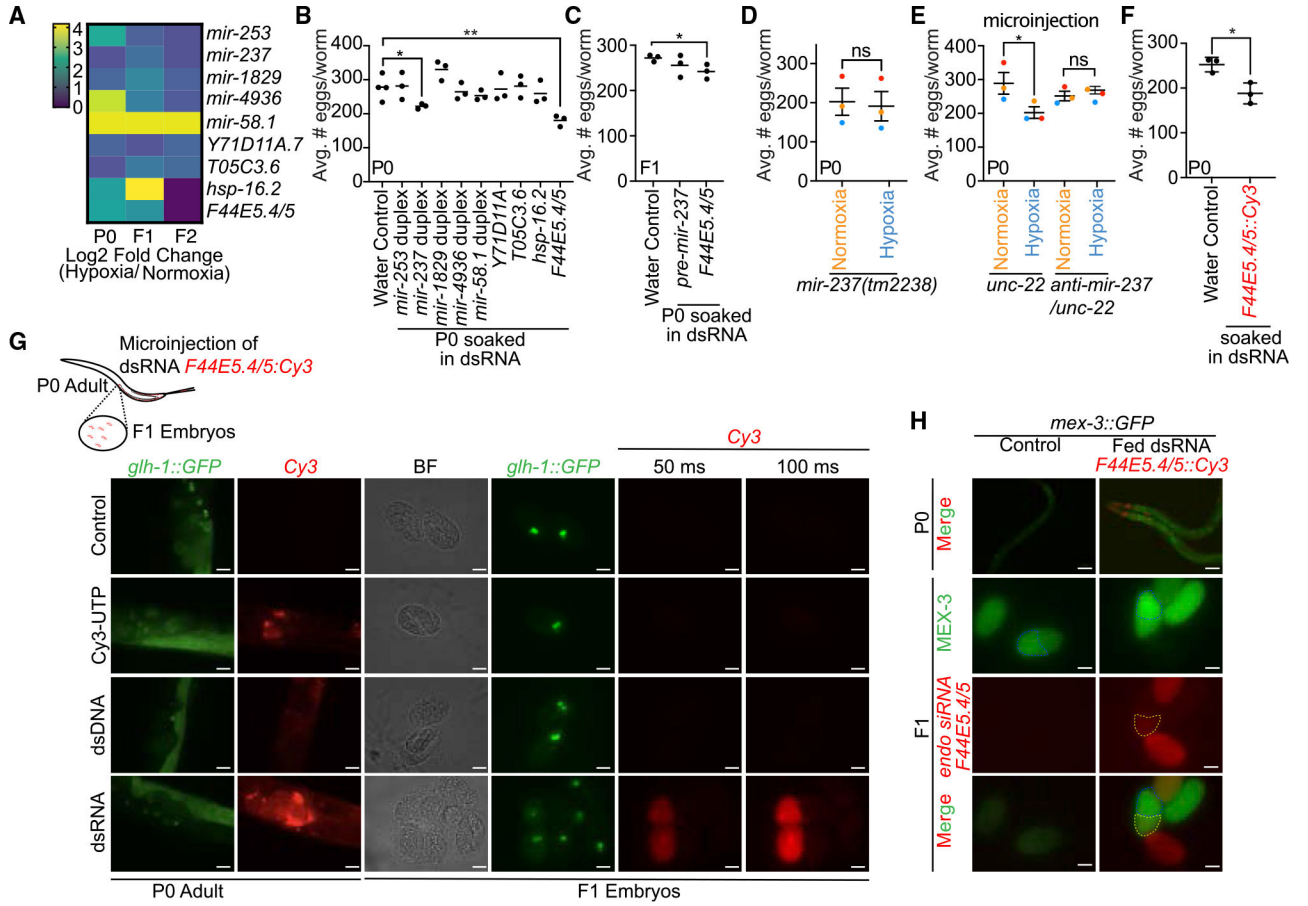 A
4
3
2
1
0
mir-253
mir-237
mir-1829
mir-4936
mir-58.1
Y71D11A.7
T05C3.6
hsp-16.2
F44E5.4/5
P0 F1 F2
Log2 Fold Change
(Hypoxia/Normoxia)
B
Avg. # eggs/worm
400
300
200
100
0
*
**
P0
Water Control
mir-253 duplex
mir-237 duplex
mir-1829 duplex
mir-4936 duplex
mir-58.1 duplex
Y71D11A
T05C3.6
hsp-16.2
F44E5.4/5
P0 soaked
in dsRNA
C
Avg. # eggs/worm
300
200
100
0
*
F1
Water Control
pre-mir-237
F44E5.4/5
P0 soaked
in dsRNA
D
Avg. # eggs/worm
300
200
100
0
ns
P0
Normoxia
Hypoxia
mir-237(tm2238)
E
microinjection
Avg. # eggs/worm
400
300
200
100
0
*
ns
P0
Normoxia
Hypoxia
Normoxia
Hypoxia
unc-22 anti-mir-237
/unc-22
F
Avg. # eggs/worm
300
200
100
0
*
P0
Water Control
F44E5.4/5::Cy3
soaked
in dsRNA
G
Microinjection of
dsRNA F44E5.4/5:Cy3
P0 Adult
F1 Embryos
Cy3
glh-1::GFP Cy3 BF glh-1::GFP 50 ms 100 ms
Control
Cy3-UTP
dsDNA
dsRNA
P0 Adult F1 Embryos
H
mex-3::GFP
Control Fed dsRNA
F44E5.4/5::Cy3
P0
Merge
F1
MEX-3
endo siRNA
F44E5.4/5
Merge